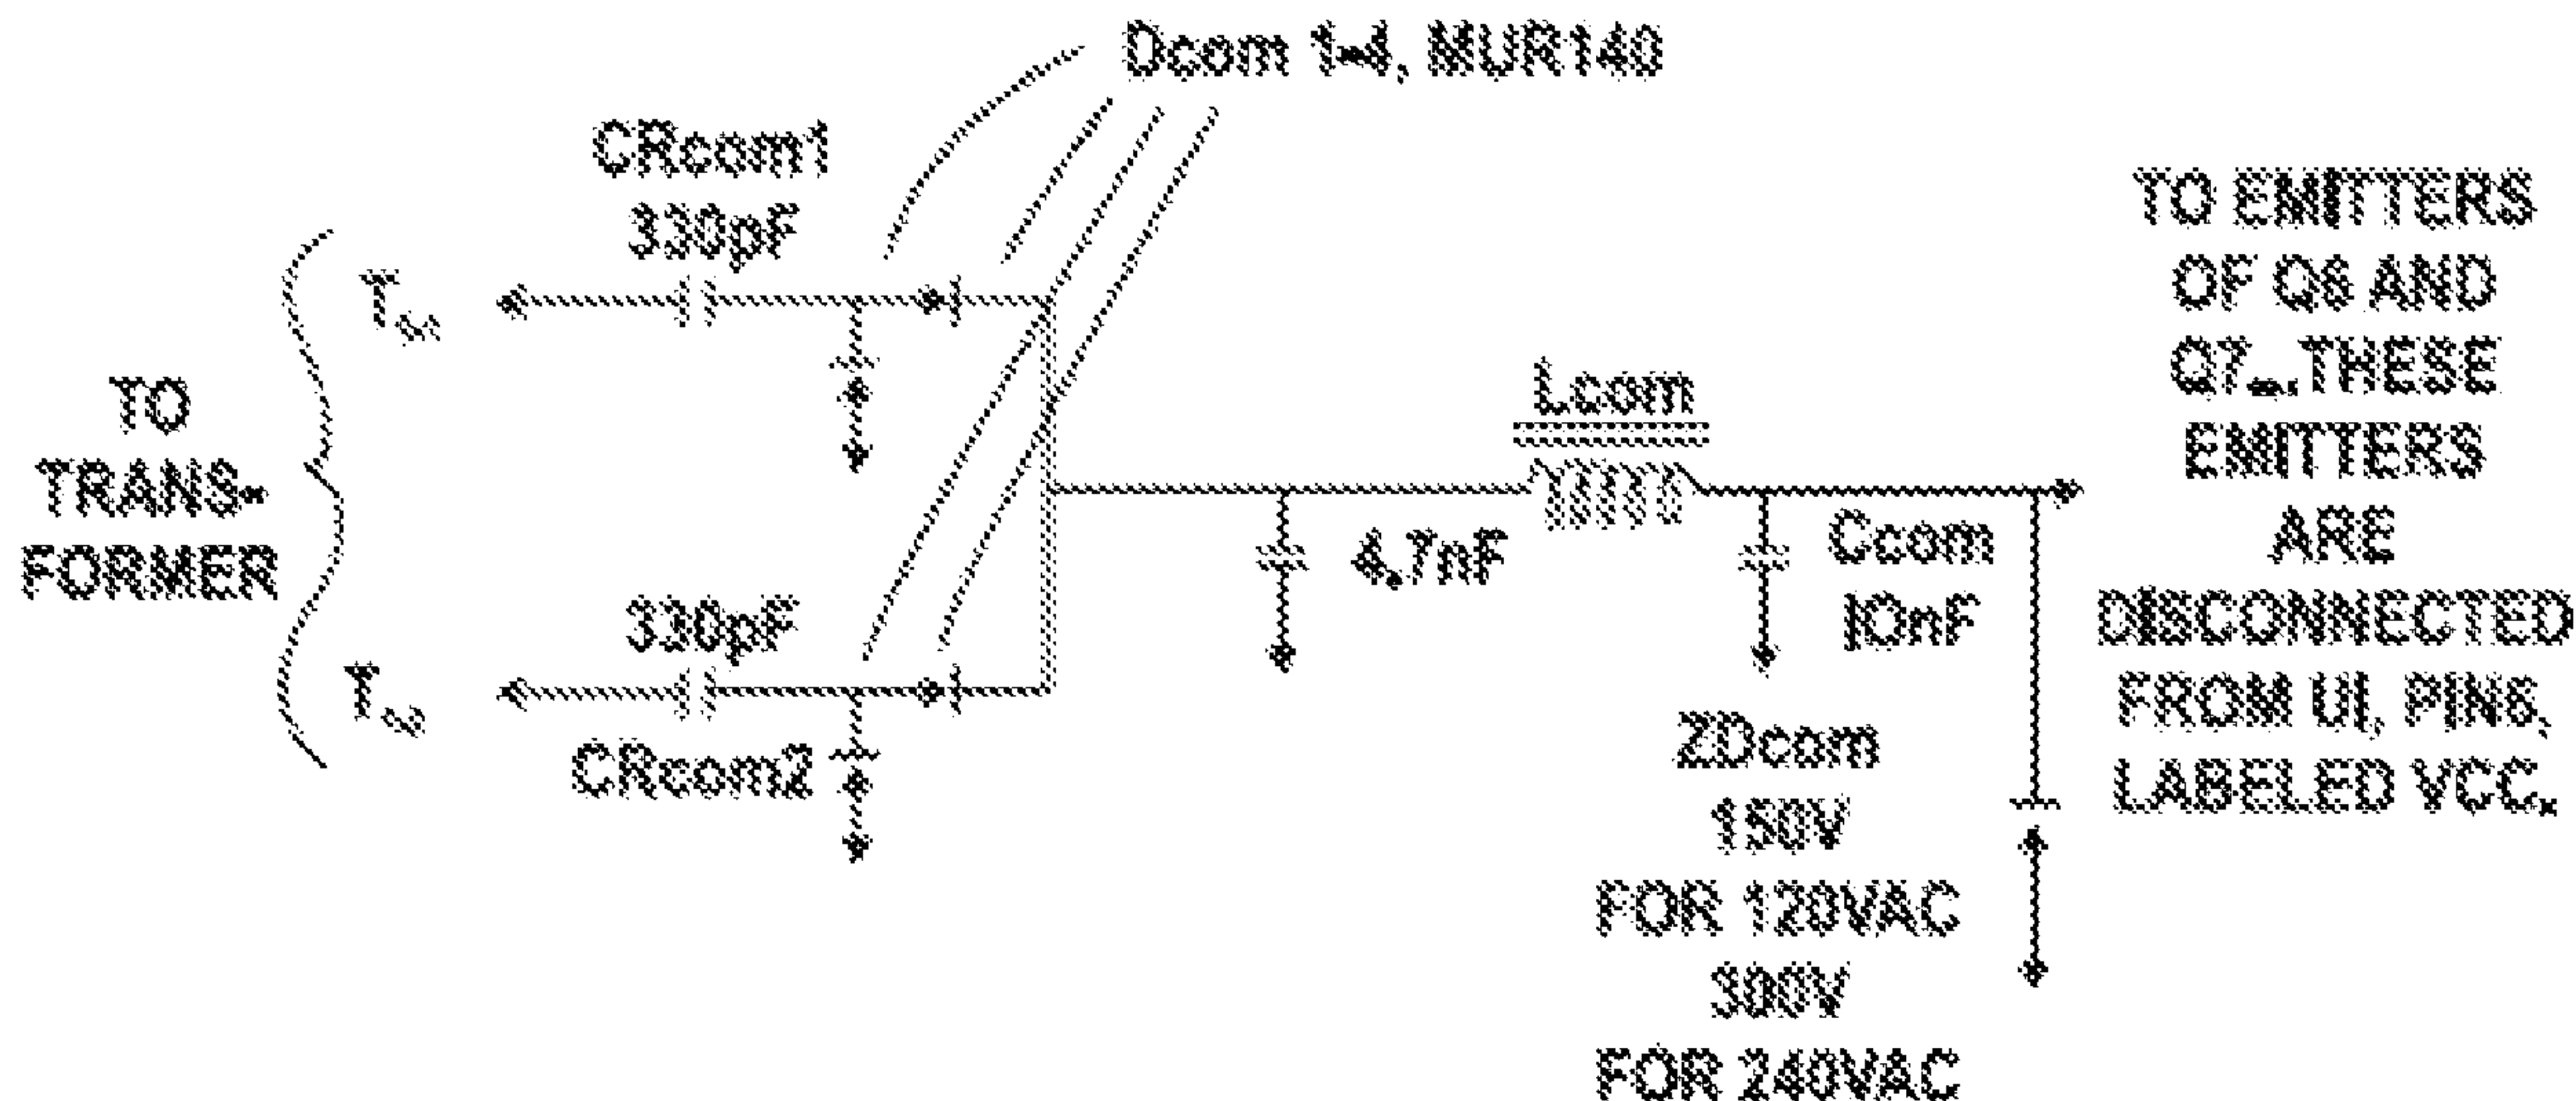 Dcom 1-4, MUR140
CRcom1
330pF
TO
TRANS-
FORMER
330pF
CRcom2
4.7nF
Lcom
Ccom
10nF
ZDcom
150V
FOR 120VAC
300V
FOR 240VAC
TO EMITTERS
OF Q6 AND
Q7....THESE
EMITTERS
ARE
DISCONNECTED
FROM UI, PIN6,
LABELED VCC.